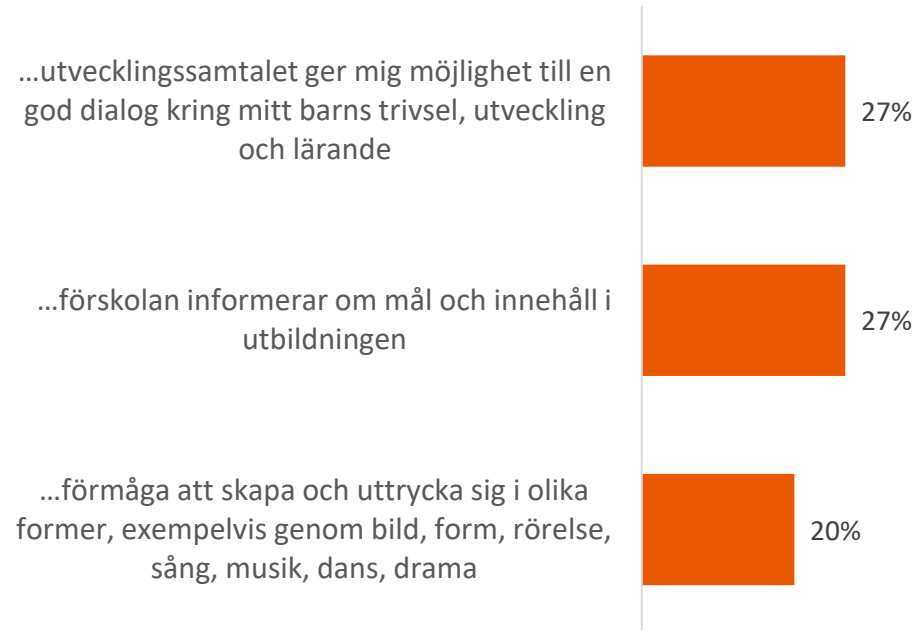 ...utvecklingssamtalet ger mig möjlighet till en
god dialog kring mitt barns trivsel, utveckling
och lärande
27%
...förskolan informerar om mål och innehåll i
utbildningen
27%
...förmåga att skapa och uttrycka sig i olika
former, exempelvis genom bild, form, rörelse,
sång, musik, dans, drama
20%